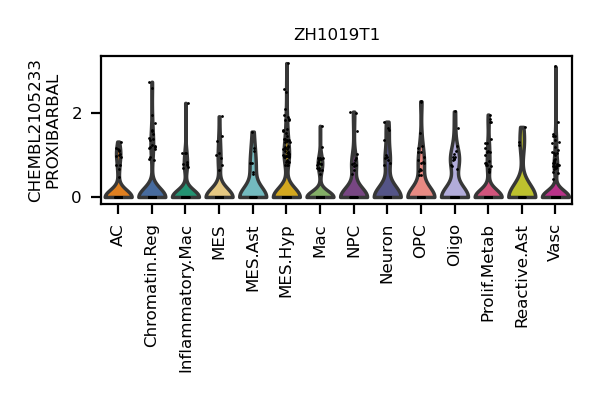 ZH1019T1
CHEMBL2105233
PROXIBARBAL
2
0
AC
Chromatin.Reg
Inflammatory.Mac
MES
MES.Ast
MES.Hyp
Mac
NPC
Neuron
OPC
Oligo
Prolif.Metab
Reactive.Ast
Vasc